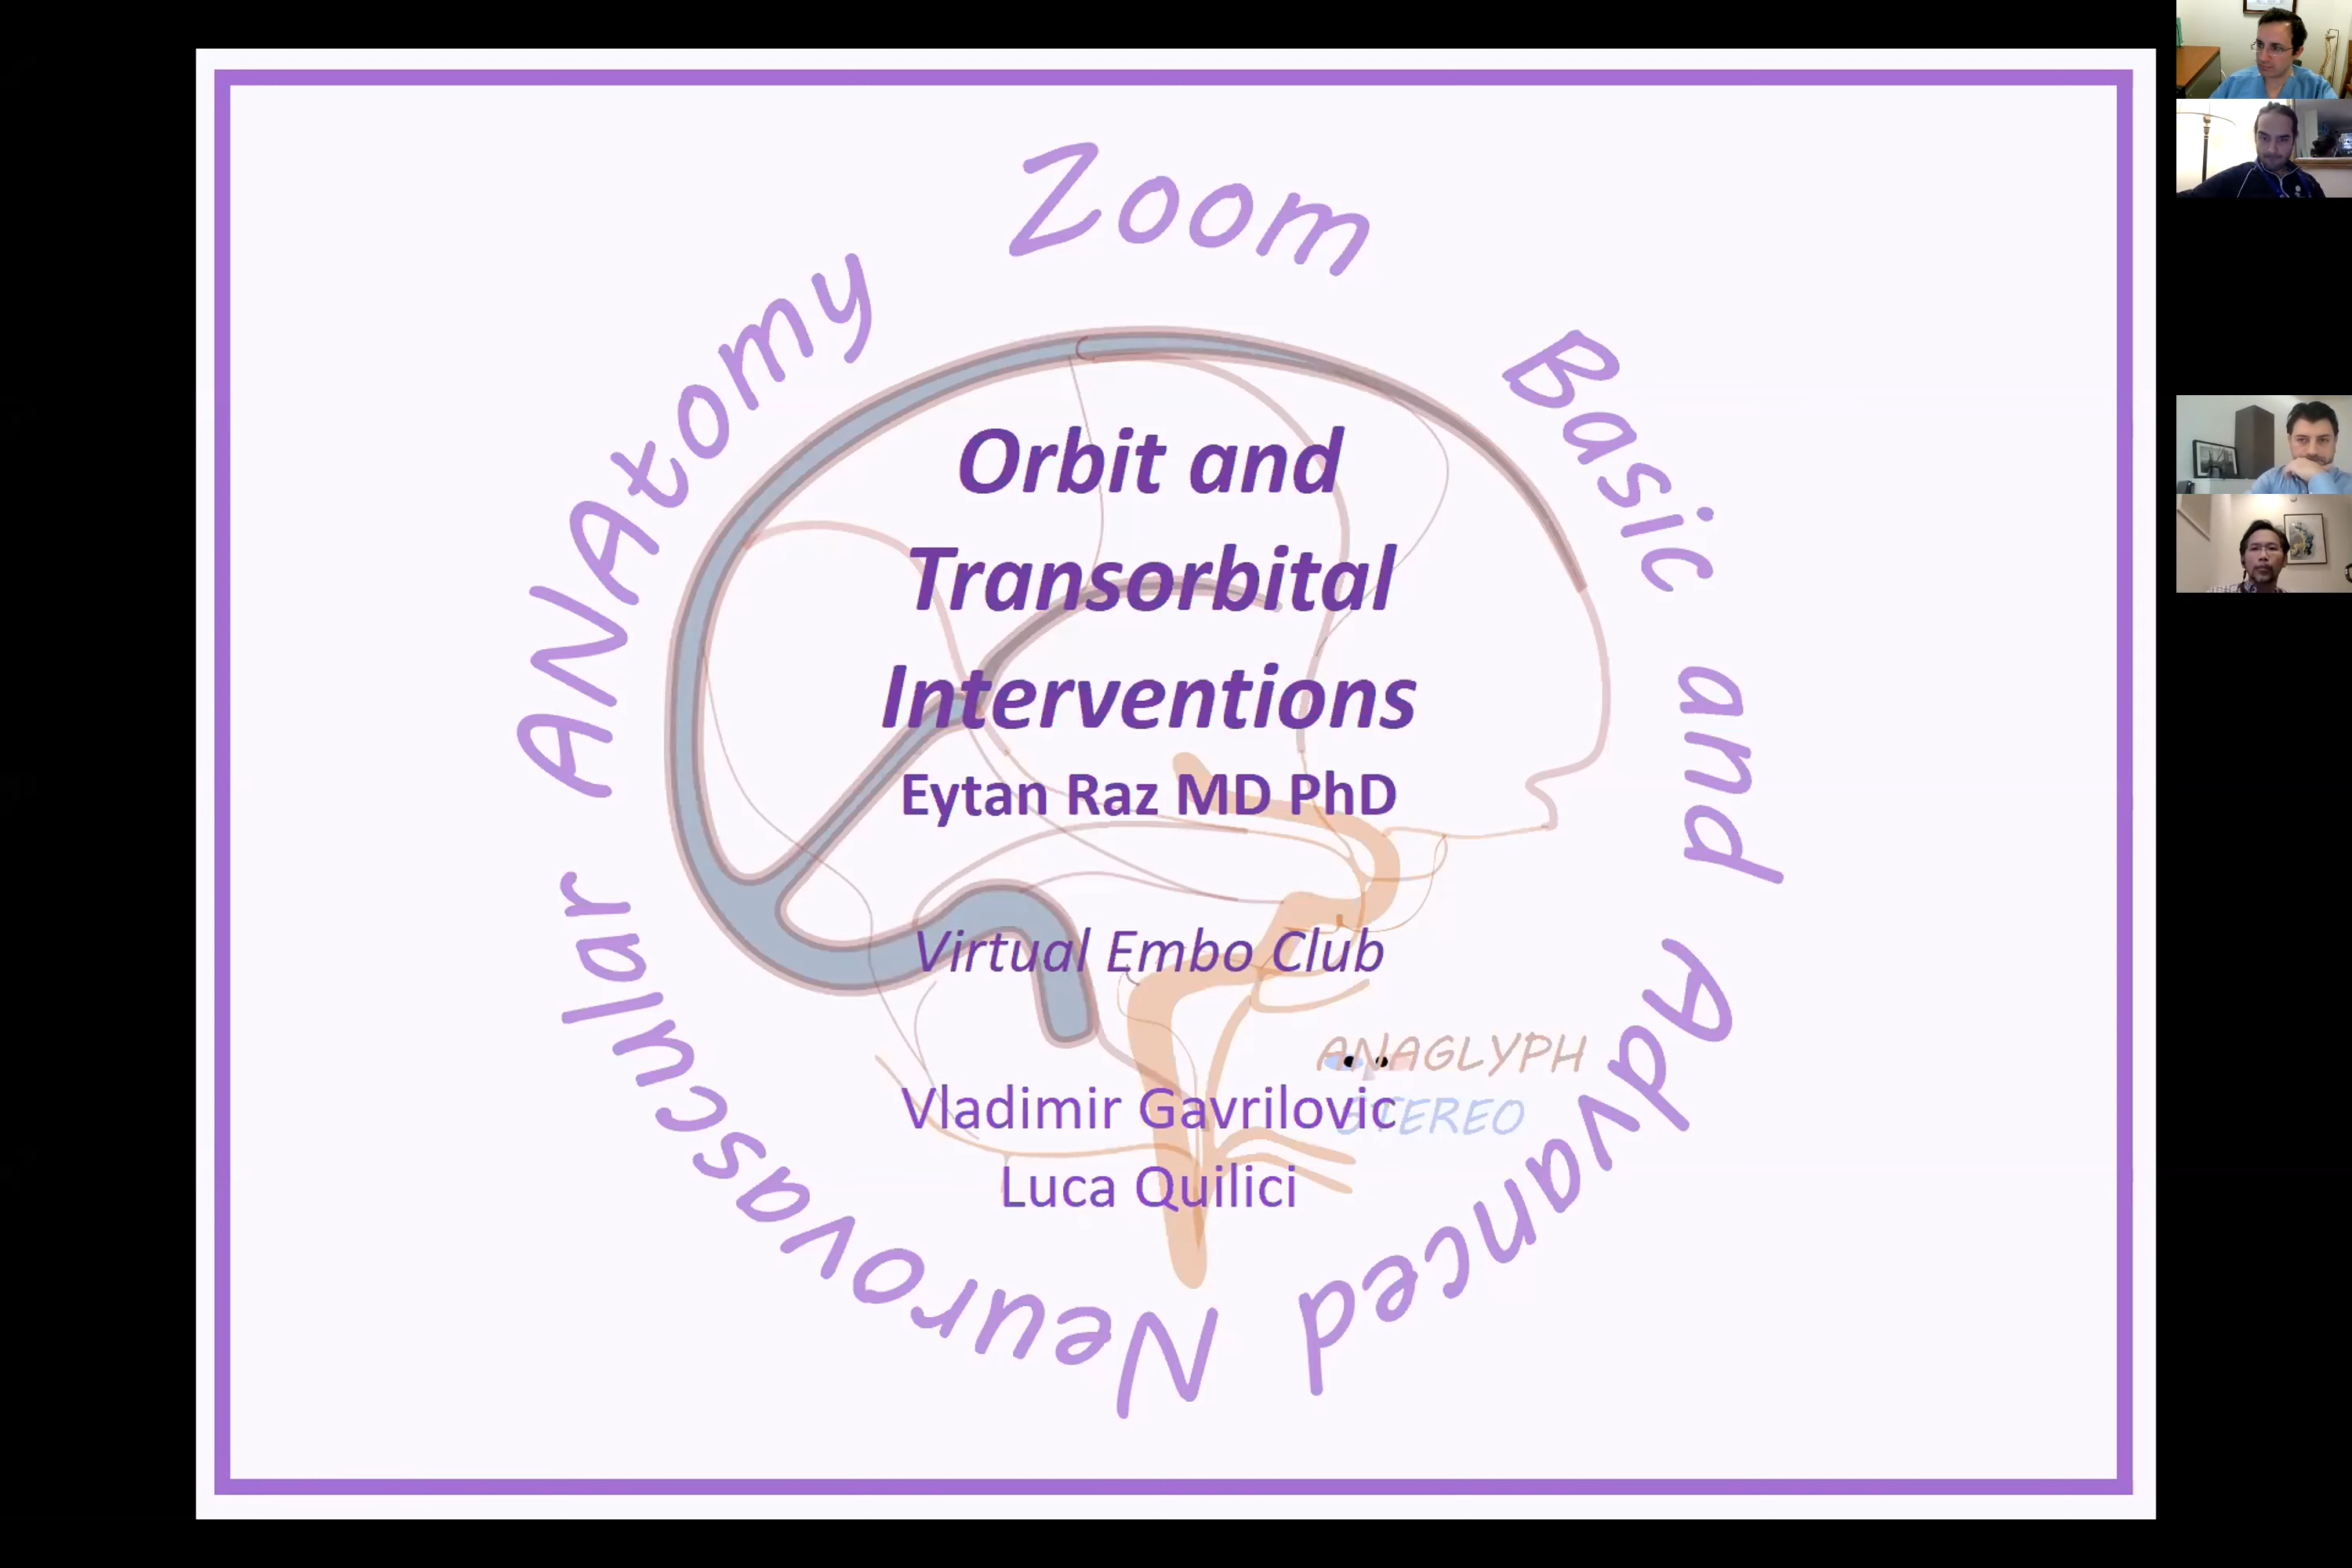 Basic and Advanced Neurovascular ANAtomy Zoom
Orbit and
Transorbital
Interventions
Eytan Raz MD PhD
Virtual Embo Club
ANAGLYPH
STEREO
Vladimir Gavrilovic
Luca Quilici